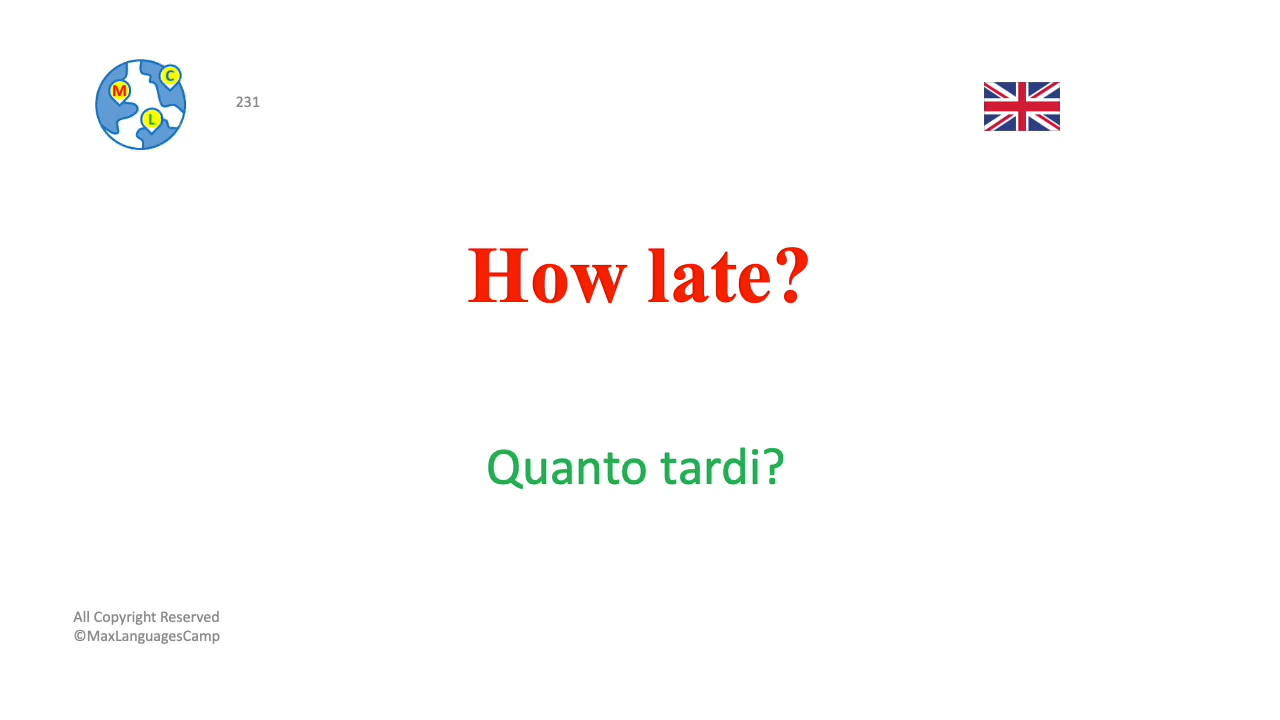 M
C
L
231
How late?
Quanto tardi?
All Copyright Reserved
©MaxLanguagesCamp